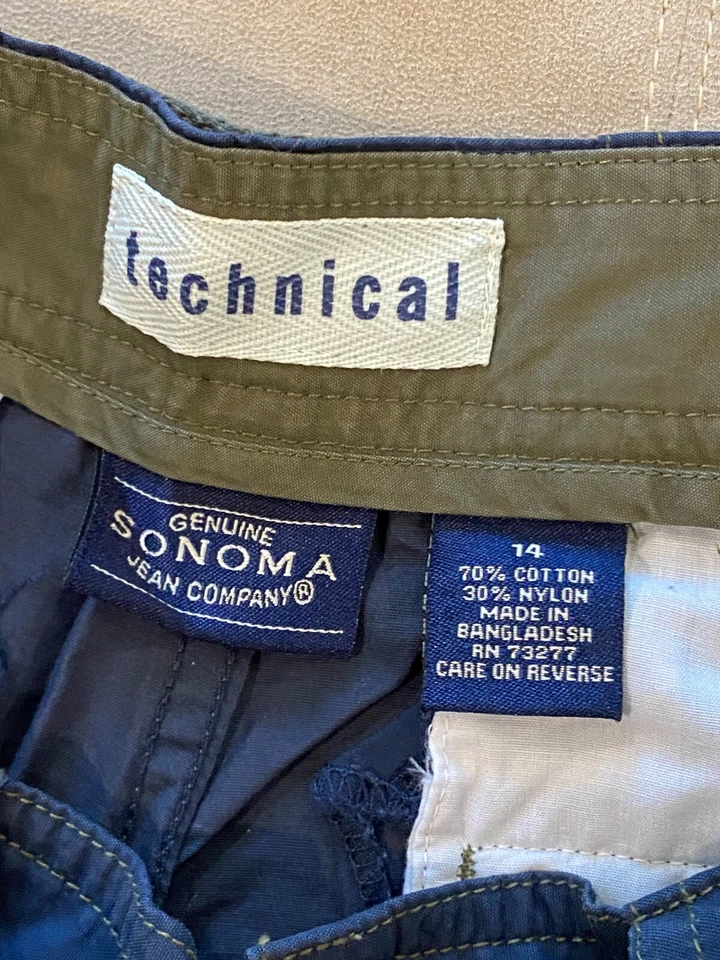 technical
GENUINE
SONOMA
JEAN COMPANY®
14
70% COTTON
30% NYLON
MADE IN
BANGLADESH
RN 73277
CARE ON REVERSE